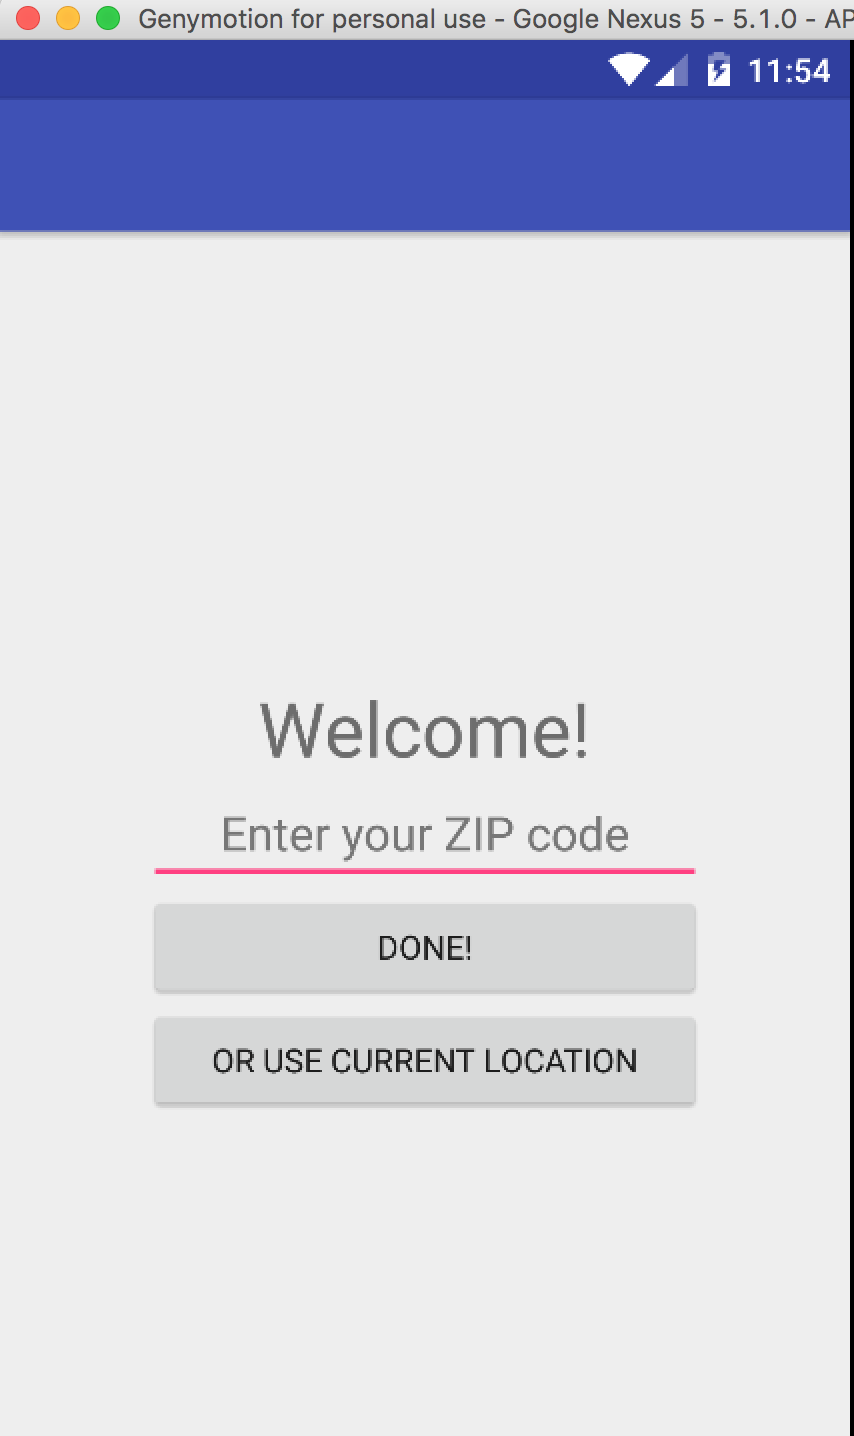 Genymotion for personal use - Google Nexus 5 - 5.1.0 - AP
11:54
Welcome!
Enter your ZIP code
DONE!
OR USE CURRENT LOCATION